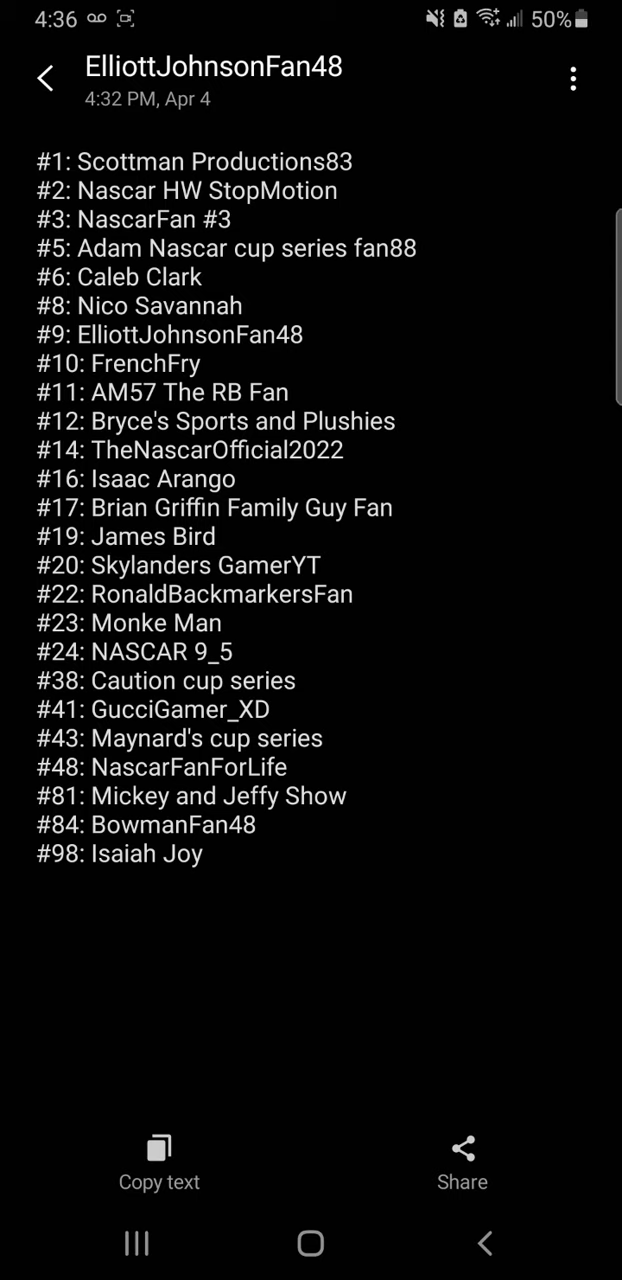 4:36 50%
ElliottJohnsonFan48
4:32 PM, Apr 4
#1: Scottman Productions83
#2: Nascar HW StopMotion
#3: NascarFan #3
#5: Adam Nascar cup series fan88
#6: Caleb Clark
#8: Nico Savannah
#9: ElliottJohnsonFan48
#10: FrenchFry
#11: AM57 The RB Fan
#12: Bryce's Sports and Plushies
#14: TheNascarOfficial2022
#16: Isaac Arango
#17: Brian Griffin Family Guy Fan
#19: James Bird
#20: Skylanders GamerYT
#22: RonaldBackmarkersFan
#23: Monke Man
#24: NASCAR 9_5
#38: Caution cup series
#41: GucciGamer_XD
#43: Maynard's cup series
#48: NascarFanForLife
#81: Mickey and Jeffy Show
#84: BowmanFan48
#98: Isaiah Joy
Copy text Share